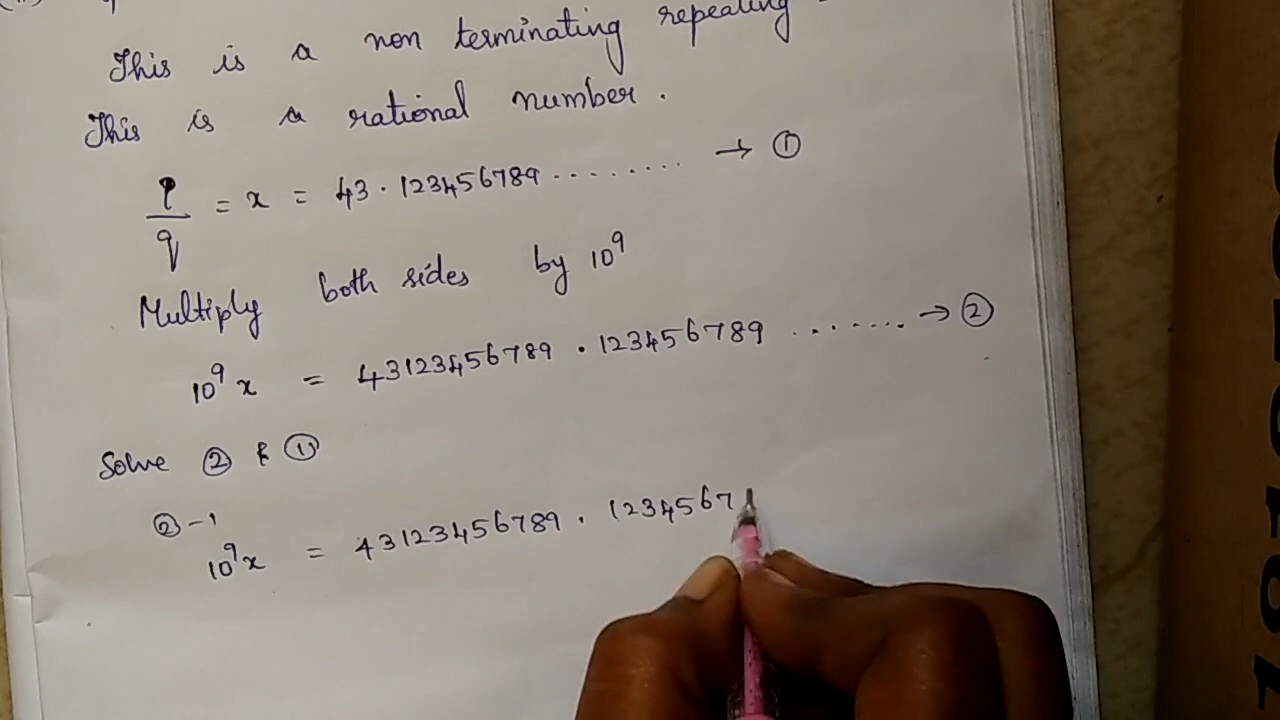 This is a non terminating repeating
This is a rational number.
p/q = x = 43.123456789......... → ①
Multiply both sides by 10⁹
10⁹x = 43123456789.123456789 ....... → ②
Solve ② & ①
②-1
10⁹x = 43123456789.1234567